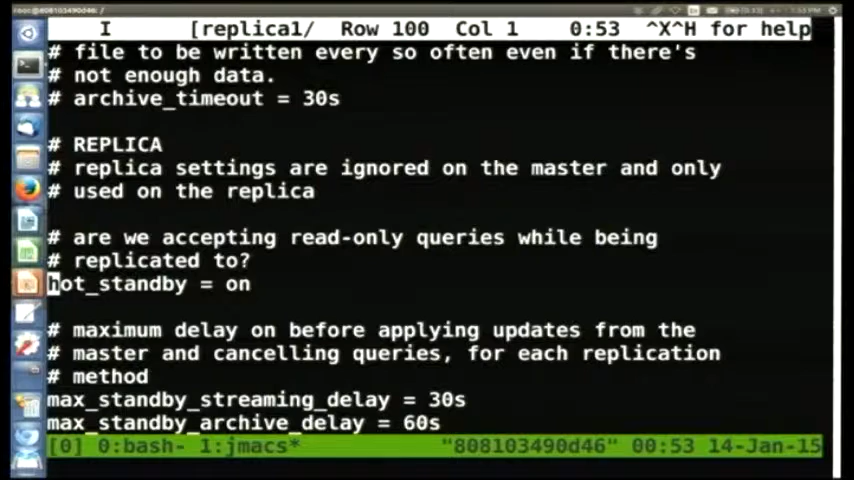 I [replica1/ Row 100 Col 1 0:53 ^X^H for help
# file to be written every so often even if there's
# not enough data.
# archive_timeout = 30s
# REPLICA
# replica settings are ignored on the master and only
# used on the replica
# are we accepting read-only queries while being
# replicated to?
hot_standby = on
# maximum delay on before applying updates from the
# master and cancelling queries, for each replication
# method
max_standby_streaming_delay = 30s
max_standby_archive_delay = 60s
[0] 0:bash- 1:jmacs* "808103490d46" 00:53 14-Jan-15